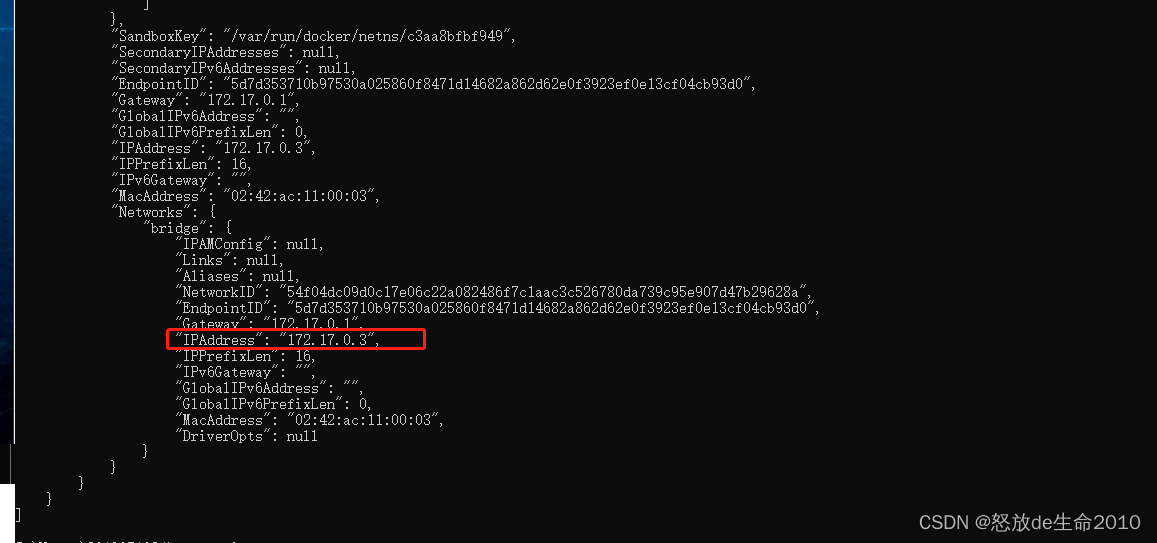 ]
},
"SandboxKey": "/var/run/docker/netns/c3aa8bfbf949",
"SecondaryIPAddresses": null,
"SecondaryIPv6Addresses": null,
"EndpointID": "5d7d353710b97530a025860f8471d14682a862d62e0f3923ef0e13cf04cb93d0",
"Gateway": "172.17.0.1",
"GlobalIPv6Address": "",
"GlobalIPv6PrefixLen": 0,
"IPAddress": "172.17.0.3",
"IPPrefixLen": 16,
"IPv6Gateway": "",
"MacAddress": "02:42:ac:11:00:03",
"Networks": {
"bridge": {
"IPAMConfig": null,
"Links": null,
"Aliases": null,
"NetworkID": "54f04dc09d0c17e06c22a082486f7c1aac3c526780da739c95e907d47b29628a",
"EndpointID": "5d7d353710b97530a025860f8471d14682a862d62e0f3923ef0e13cf04cb93d0",
"Gateway": "172.17.0.1",
"IPAddress": "172.17.0.3",
"IPPrefixLen": 16,
"IPv6Gateway": "",
"GlobalIPv6Address": "",
"GlobalIPv6PrefixLen": 0,
"MacAddress": "02:42:ac:11:00:03",
"DriverOpts": null
}
}
}
}
]
CSDN @怒放de生命2010